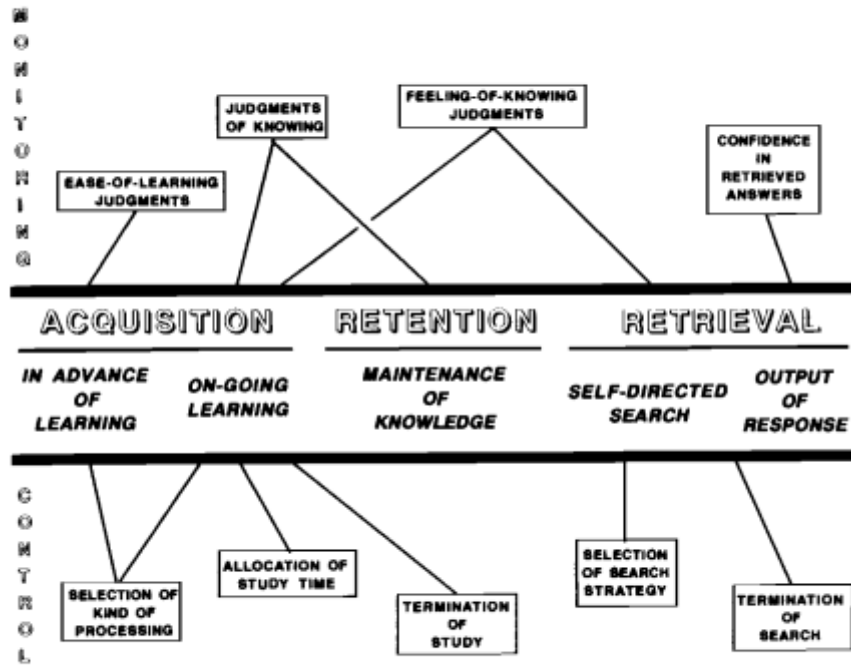 MONITORING
JUDGMENTS
OF KNOWING
FEELING-OF-KNOWING
JUDGMENTS
EASE-OF-LEARNING
JUDGMENTS
CONFIDENCE
IN
RETRIEVED
ANSWERS
ACQUISITION
RETENTION
RETRIEVAL
IN ADVANCE
OF
LEARNING
ON-GOING
LEARNING
MAINTENANCE
OF
KNOWLEDGE
SELF-DIRECTED
SEARCH
OUTPUT
OF
RESPONSE
CONTROL
SELECTION OF
KIND OF
PROCESSING
ALLOCATION OF
STUDY TIME
TERMINATION
OF
STUDY
SELECTION
OF SEARCH
STRATEGY
TERMINATION
OF
SEARCH